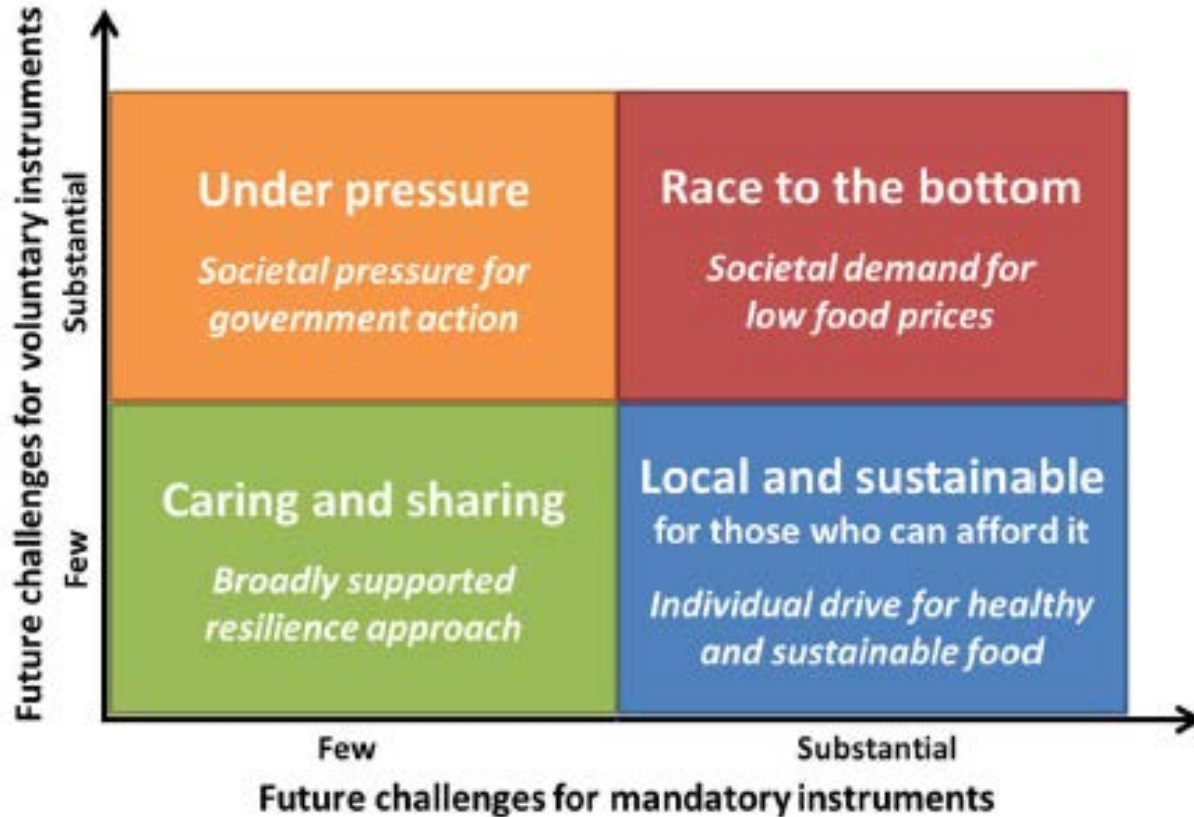 Future challenges for voluntary instruments
Substantial
Few
Under pressure
Societal pressure for
government action
Race to the bottom
Societal demand for
low food prices
Caring and sharing
Broadly supported
resilience approach
Local and sustainable
for those who can afford it
Individual drive for healthy
and sustainable food
Few
Substantial
Future challenges for mandatory instruments